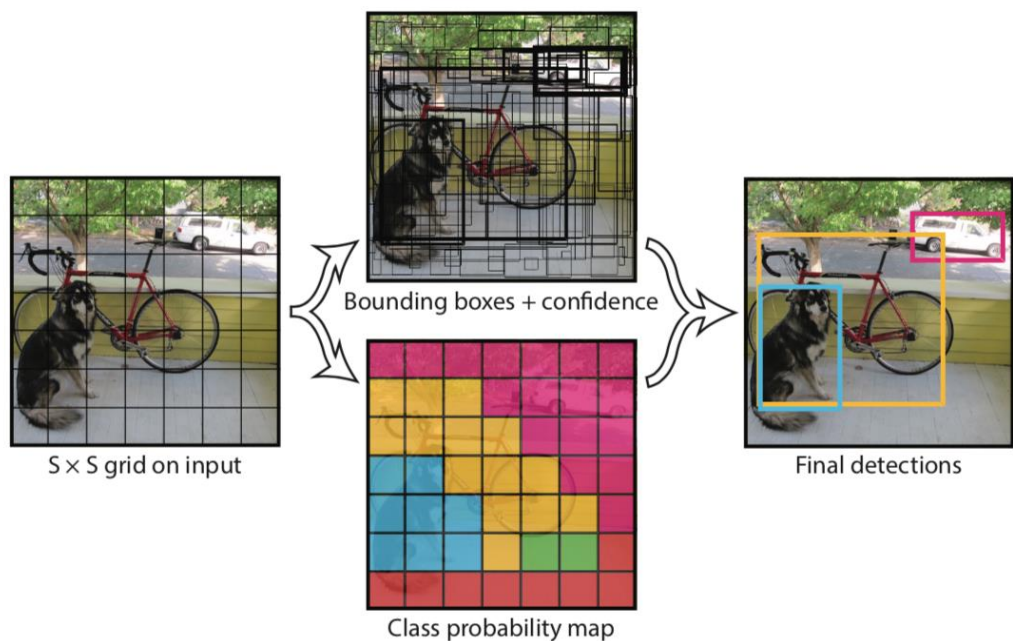 Bounding boxes + confidence
S × S grid on input
Final detections
Class probability map